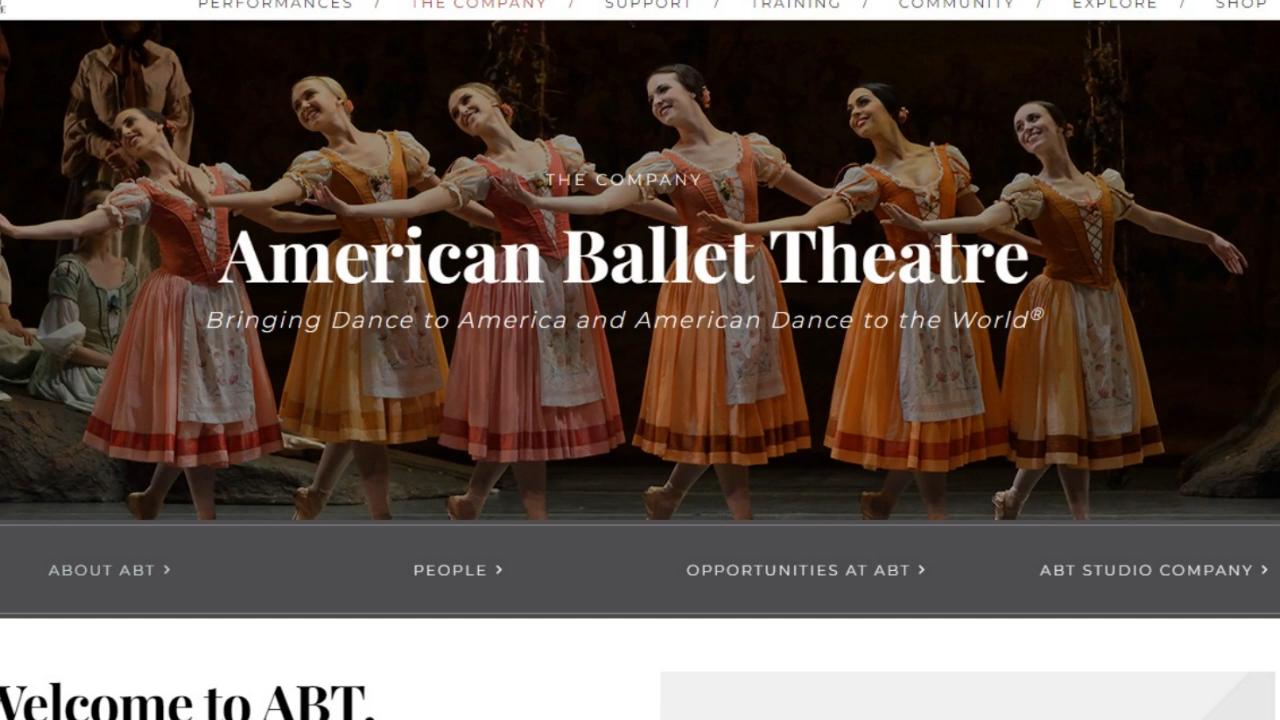 PERFORMANCES / THE COMPANY / SUPPORT / TRAINING / COMMUNITY / EXPLORE / SHOP
THE COMPANY
American Ballet Theatre
Bringing Dance to America and American Dance to the World®
ABOUT ABT > PEOPLE > OPPORTUNITIES AT ABT > ABT STUDIO COMPANY >
Welcome to ABT.